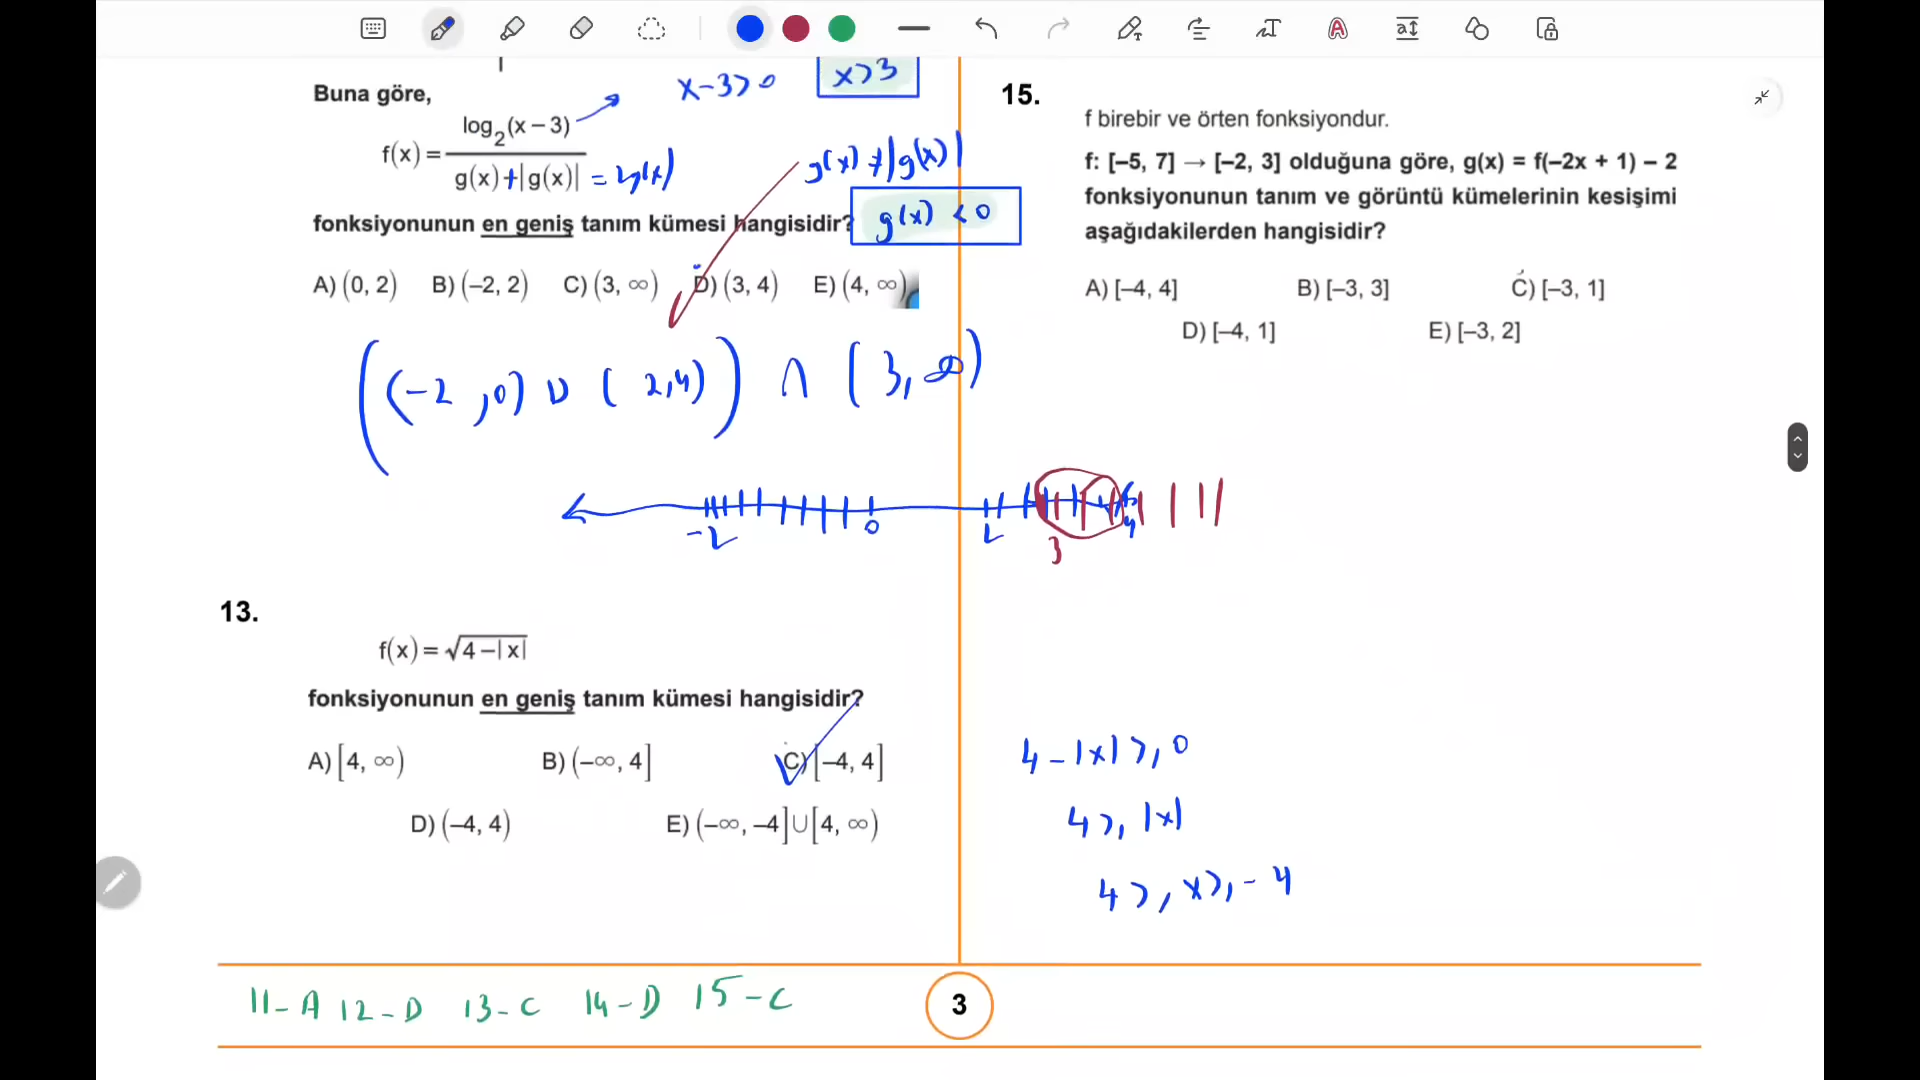 Buna göre,
x-3>0
x>3
f(x) = log₂(x – 3) / g(x)+|g(x)|
g(x) ≠ |g(x)|
fonksiyonunun en geniş tanım kümesi hangisidir?
g(x) < 0
A) (0, 2) B) (–2, 2) C) (3, ∞) D) (3, 4) E) (4, ∞)
((-2,0) ∪ (2,4)) ∩ (3,∞)
-2 0 2 3 4
13.
f(x) = √4 – |x|
fonksiyonunun en geniş tanım kümesi hangisidir?
A) [4, ∞) B) (–∞, 4] C) [–4, 4]
D) (–4, 4) E) (–∞, –4]∪[4, ∞)
15.
f birebir ve örten fonksiyondur.
f: [–5, 7] → [–2, 3] olduğuna göre, g(x) = f(–2x + 1) – 2
fonksiyonunun tanım ve görüntü kümelerinin kesişimi
aşağıdakilerden hangisidir?
A) [–4, 4] B) [–3, 3] C) [–3, 1]
D) [–4, 1] E) [–3, 2]
4-|x| ≥ 0
4 ≥ |x|
4 ≥ x ≥ -4
11-A 12-D 13-C 14-D 15-C
3